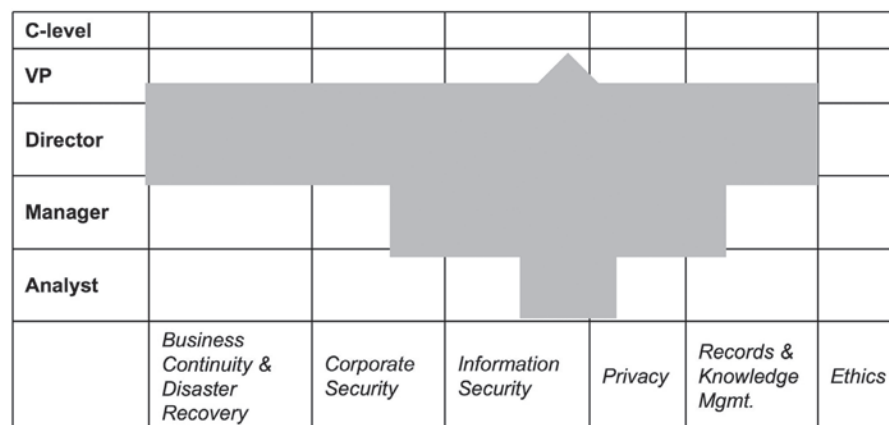 C-level
VP
Director
Manager
Analyst
Business
Continuity &
Disaster
Recovery
Corporate
Security
Information
Security
Privacy
Records &
Knowledge
Mgmt.
Ethics